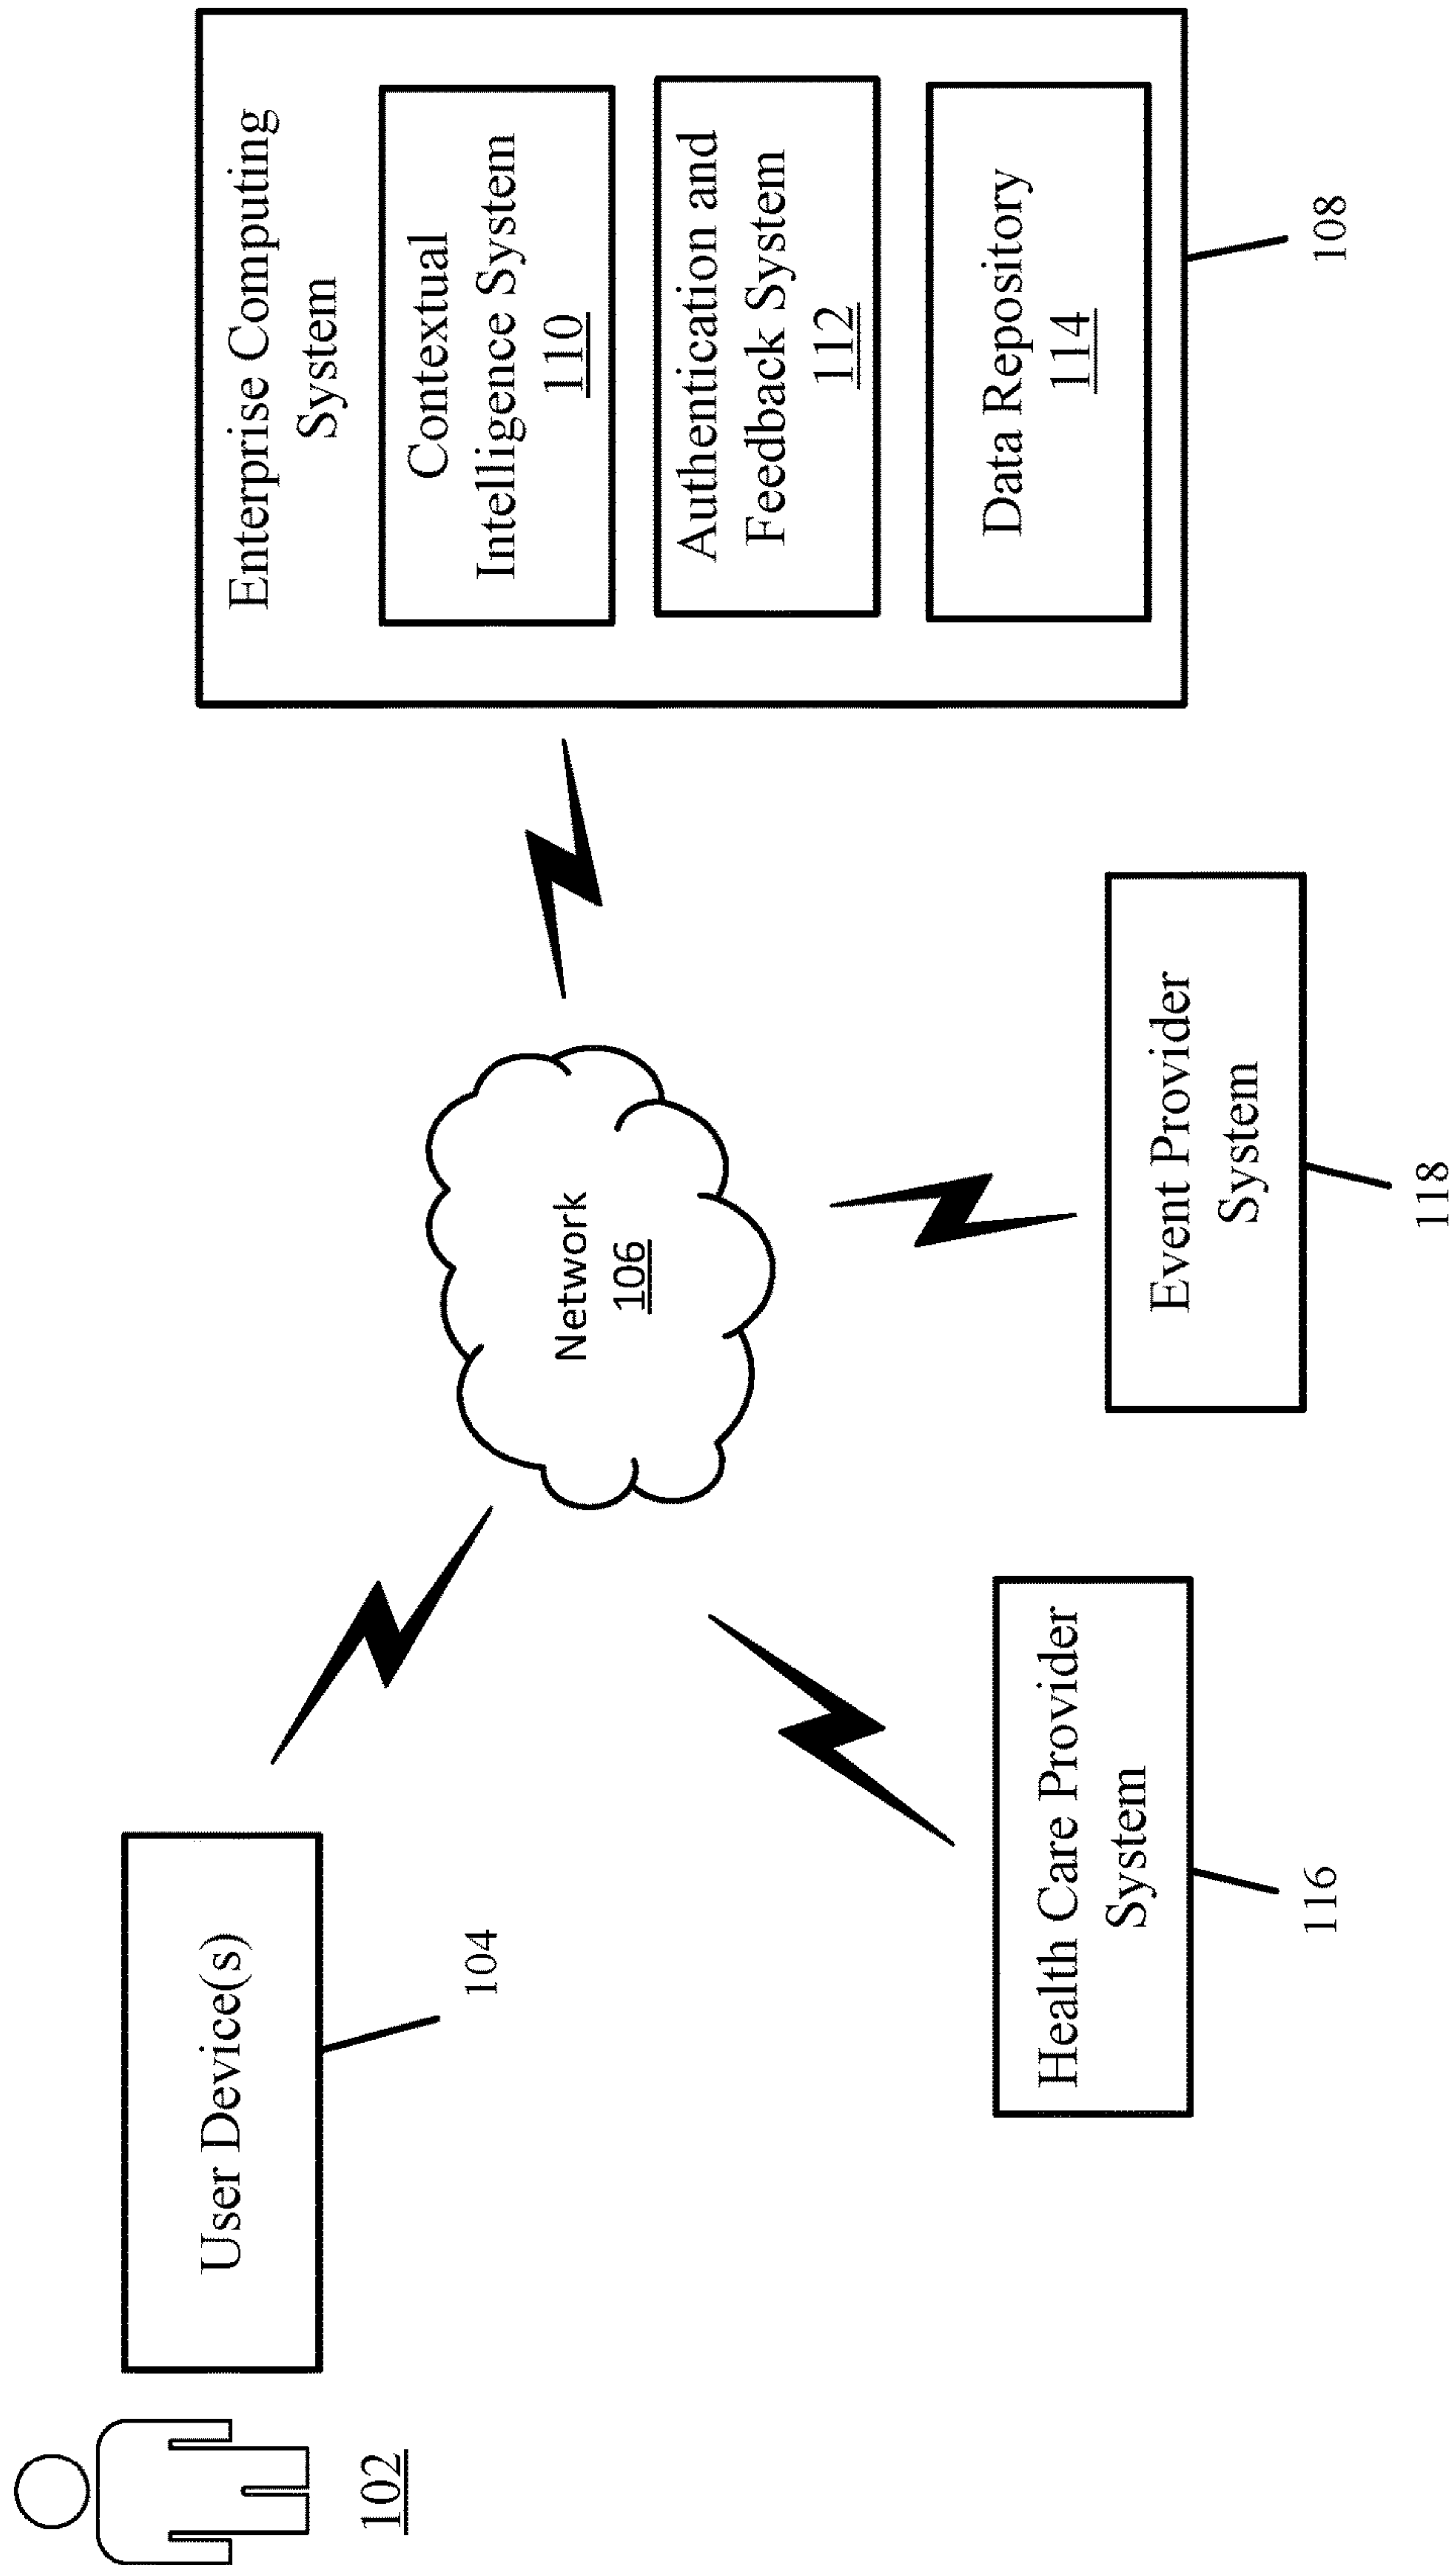 102
User Device(s)
104
Network
106
Enterprise Computing
System
Contextual
Intelligence System
110
Authentication and
Feedback System
112
Data Repository
114
108
Health Care Provider
System
116
Event Provider
System
118